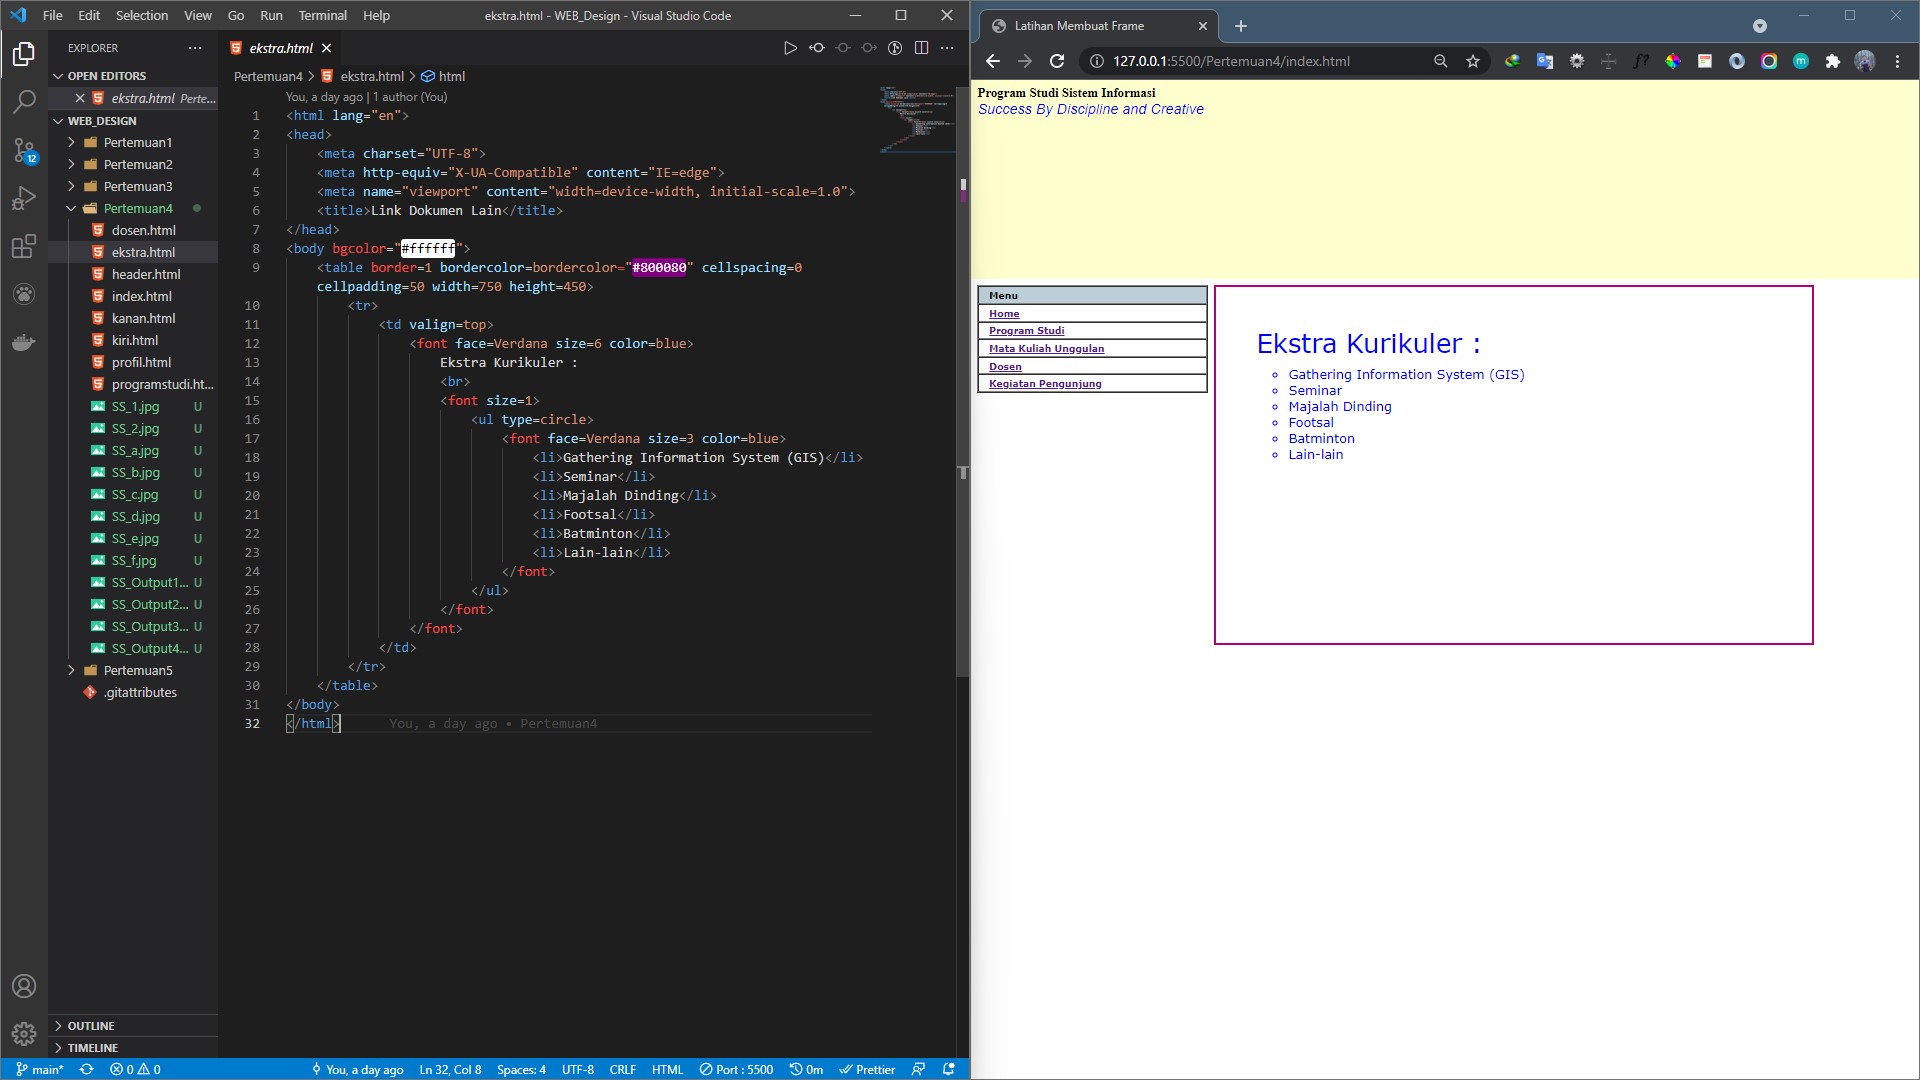 File Edit Selection View Go Run Terminal Help
ekstra.html - WEB_Design - Visual Studio Code
EXPLORER
OPEN EDITORS
ekstra.html Perte...
WEB_DESIGN
Pertemuan1
Pertemuan2
Pertemuan3
Pertemuan4
dosen.html
ekstra.html
header.html
index.html
kanan.html
kiri.html
profil.html
programstudi.ht...
SS_1.jpg U
SS_2.jpg U
SS_a.jpg U
SS_b.jpg U
SS_c.jpg U
SS_d.jpg U
SS_e.jpg U
SS_f.jpg U
SS_Output1... U
SS_Output2... U
SS_Output3... U
SS_Output4... U
Pertemuan5
.gitattributes
OUTLINE
TIMELINE
12
ekstra.html
Pertemuan4 > ekstra.html > html
You, a day ago | 1 author (You)
1 <html lang="en">
2 <head>
3 <meta charset="UTF-8">
4 <meta http-equiv="X-UA-Compatible" content="IE=edge">
5 <meta name="viewport" content="width=device-width, initial-scale=1.0">
6 <title>Link Dokumen Lain</title>
7 </head>
8 <body bgcolor="#ffffff">
9 <table border=1 bordercolor=bordercolor="#800080" cellspacing=0
cellpadding=50 width=750 height=450>
10 <tr>
11 <td valign=top>
12 <font face=Verdana size=6 color=blue>
13 Ekstra Kurikuler :
14 <br>
15 <font size=1>
16 <ul type=circle>
17 <font face=Verdana size=3 color=blue>
18 <li>Gathering Information System (GIS)</li>
19 <li>Seminar</li>
20 <li>Majalah Dinding</li>
21 <li>Footsal</li>
22 <li>Batminton</li>
23 <li>Lain-lain</li>
24 </font>
25 </ul>
26 </font>
27 </font>
28 </td>
29 </tr>
30 </table>
31 </body>
32 </html> You, a day ago • Pertemuan4
main* 0 0 You, a day ago Ln 32, Col 8 Spaces: 4 UTF-8 CRLF HTML Port : 5500 0m Prettier
Latihan Membuat Frame
127.0.0.1:5500/Pertemuan4/index.html
f?
m
Program Studi Sistem Informasi
Success By Discipline and Creative
Menu
Home
Program Studi
Mata Kuliah Unggulan
Dosen
Kegiatan Pengunjung
Ekstra Kurikuler :
Gathering Information System (GIS)
Seminar
Majalah Dinding
Footsal
Batminton
Lain-lain